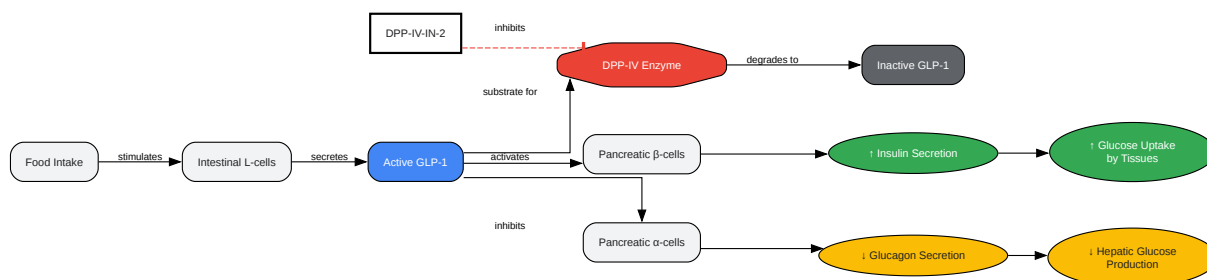 DPP-IV-IN-2
inhibits
DPP-IV Enzyme
degrades to
Inactive GLP-1
substrate for
Food Intake
stimulates
Intestinal L-cells
secretes
Active GLP-1
activates
Pancreatic β-cells
↑ Insulin Secretion
↑ Glucose Uptake
by Tissues
inhibits
Pancreatic α-cells
↓ Glucagon Secretion
↓ Hepatic Glucose
Production